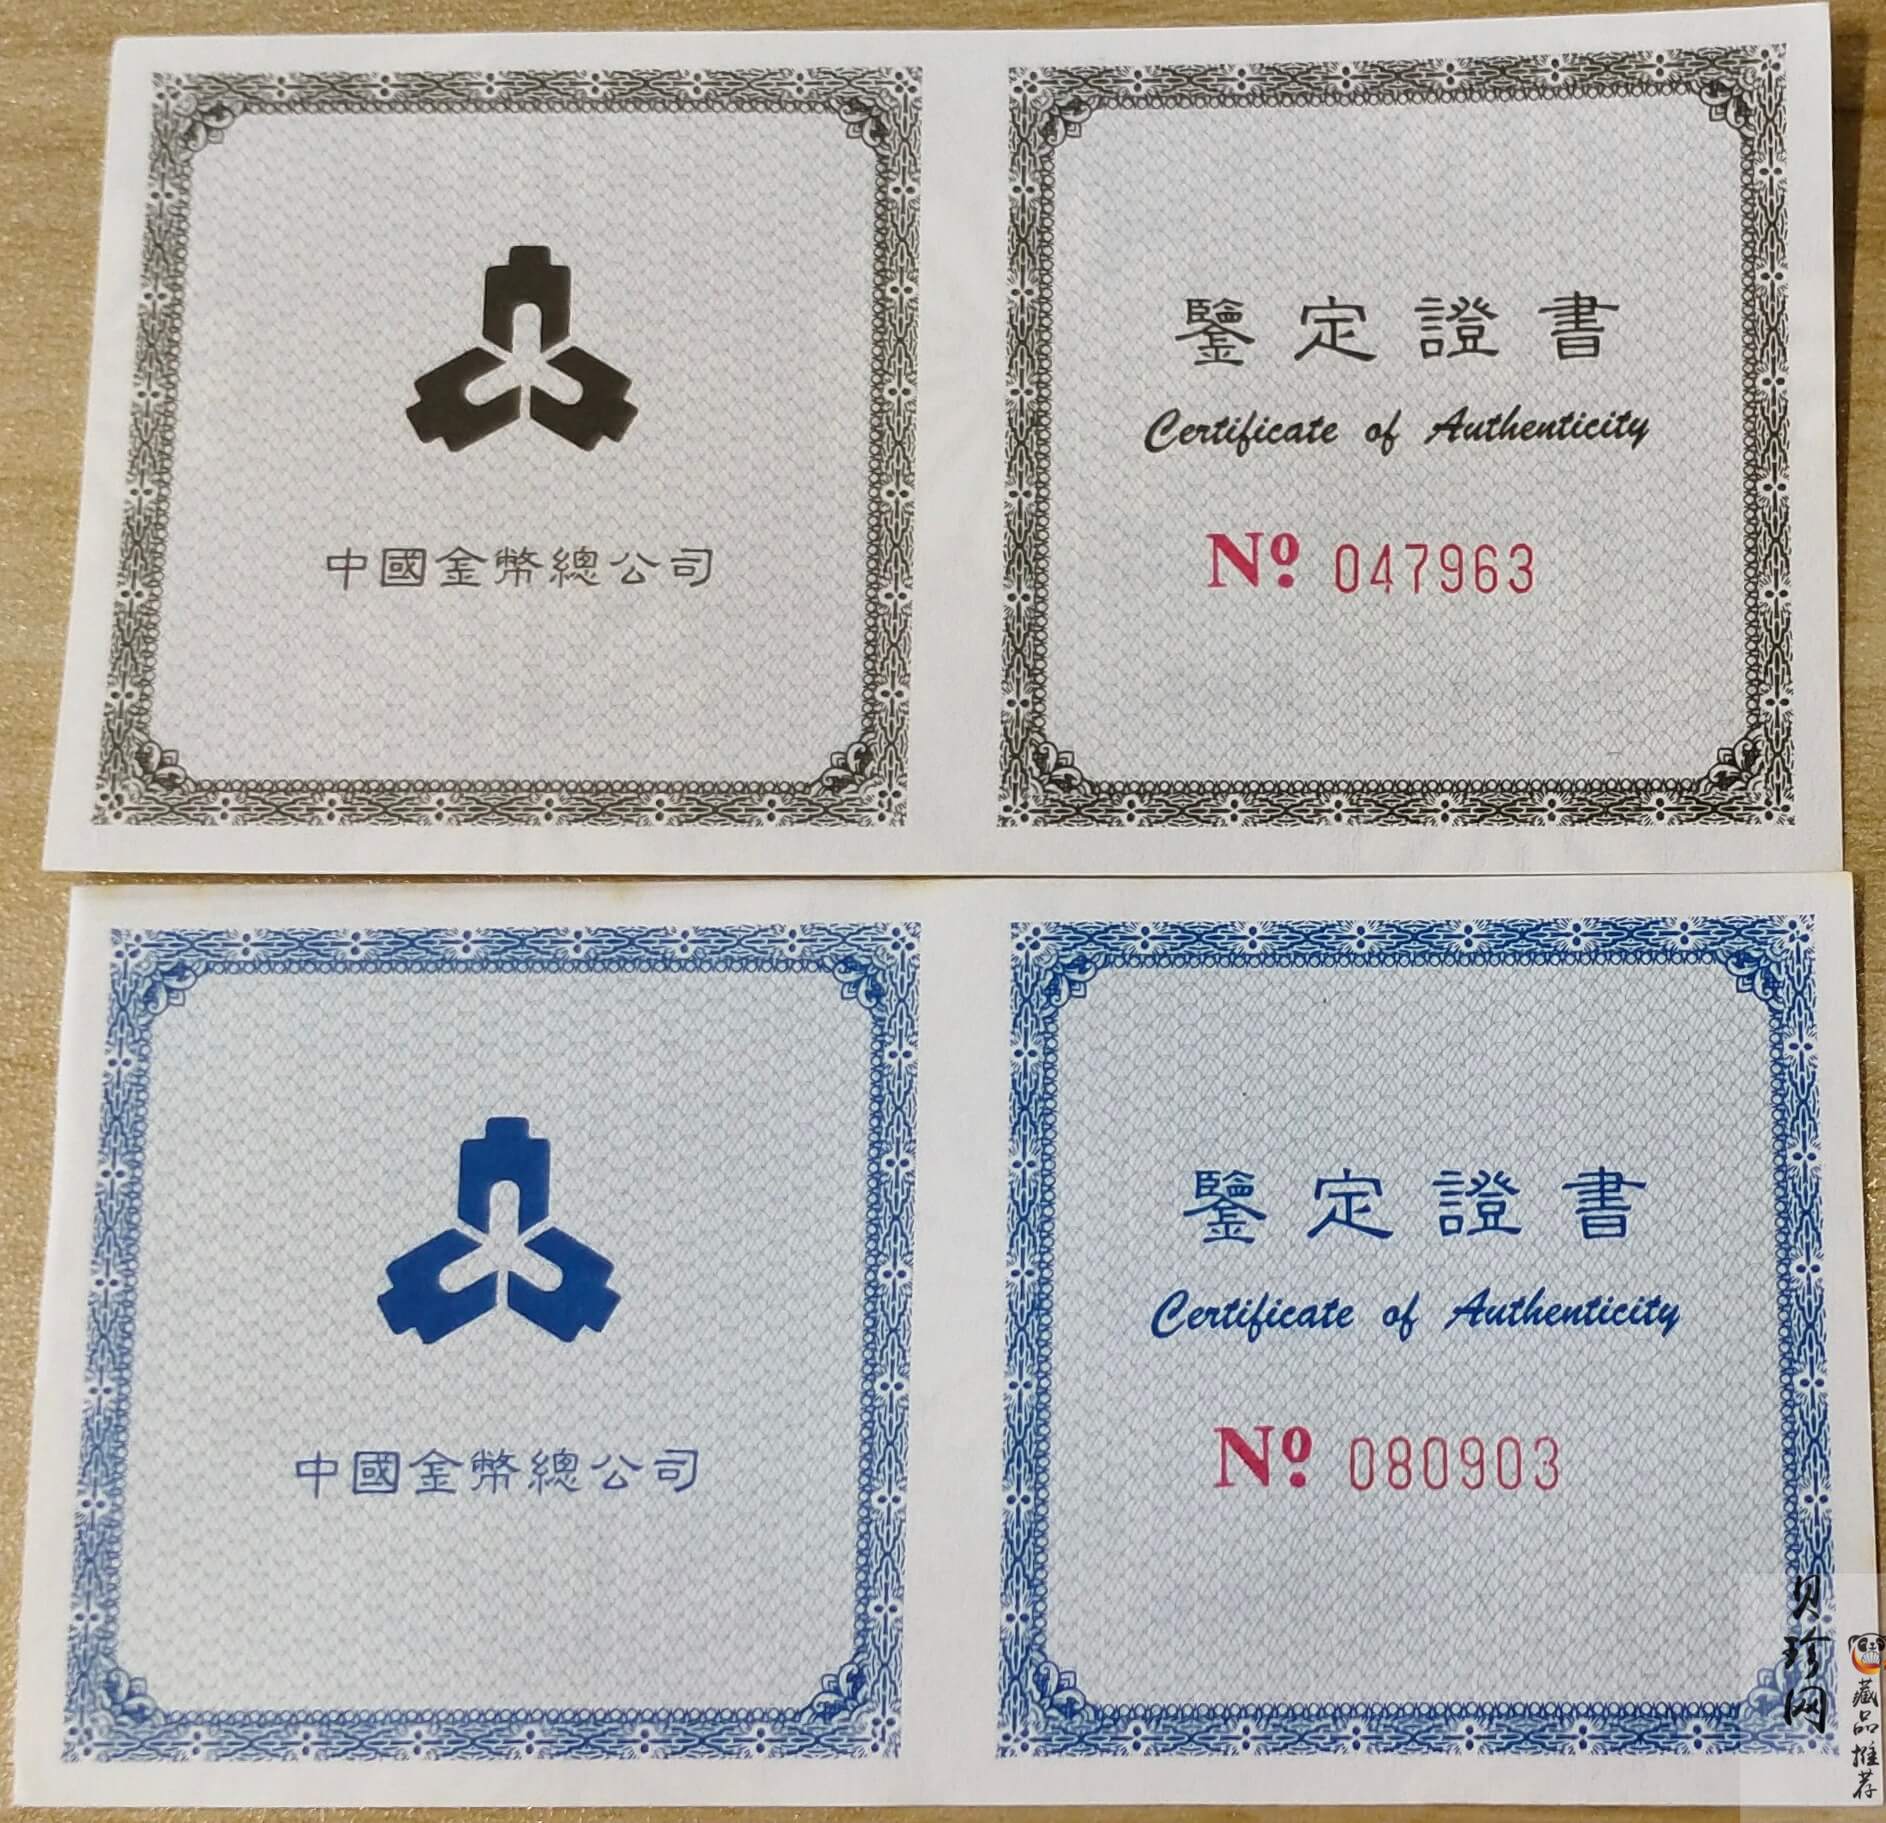 中國金幣總公司
鑒定證書
Certificate of Authenticity
Nº 047963
中國金幣總公司
鑒定證書
Certificate of Authenticity
Nº 080903
贝珍网
藏品推荐